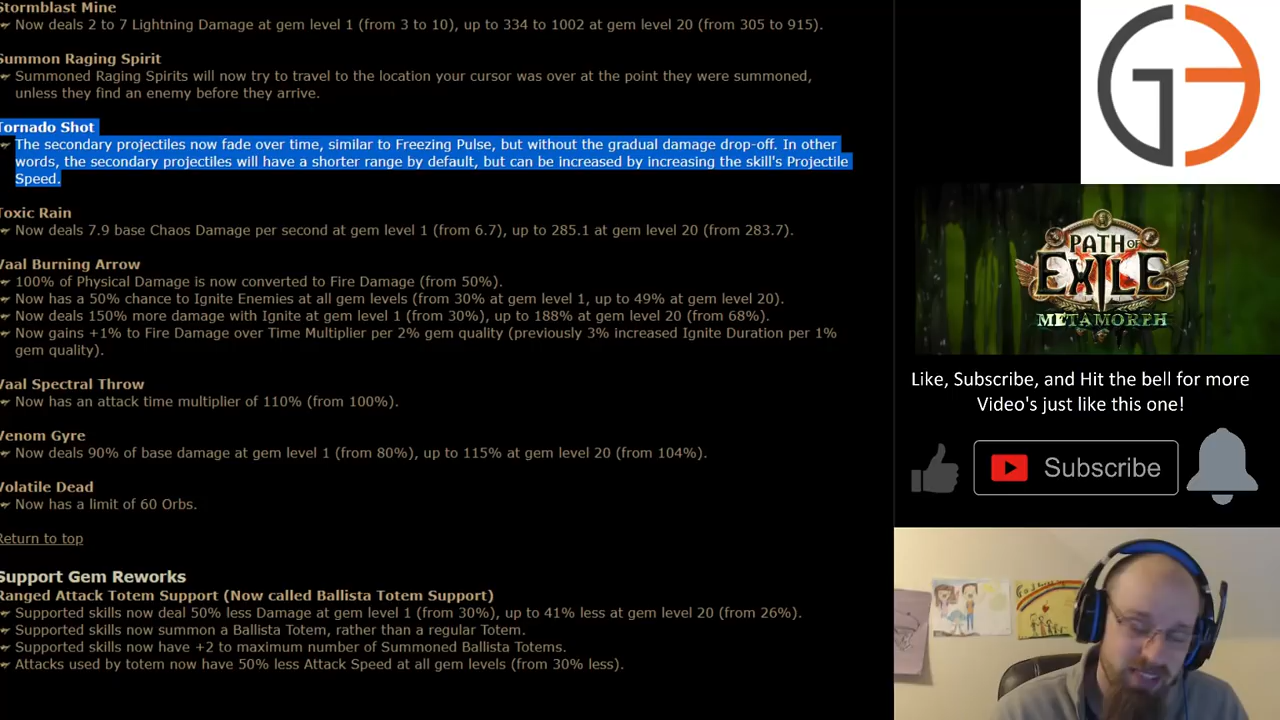 Stormblast Mine
Now deals 2 to 7 Lightning Damage at gem level 1 (from 3 to 10), up to 334 to 1002 at gem level 20 (from 305 to 915).
Summon Raging Spirit
Summoned Raging Spirits will now try to travel to the location your cursor was over at the point they were summoned,
unless they find an enemy before they arrive.
Tornado Shot
The secondary projectiles now fade over time, similar to Freezing Pulse, but without the gradual damage drop-off. In other
words, the secondary projectiles will have a shorter range by default, but can be increased by increasing the skill's Projectile
Speed.
Toxic Rain
Now deals 7.9 base Chaos Damage per second at gem level 1 (from 6.7), up to 285.1 at gem level 20 (from 283.7).
Vaal Burning Arrow
100% of Physical Damage is now converted to Fire Damage (from 50%).
Now has a 50% chance to Ignite Enemies at all gem levels (from 30% at gem level 1, up to 49% at gem level 20).
Now deals 150% more damage with Ignite at gem level 1 (from 30%), up to 188% at gem level 20 (from 68%).
Now gains +1% to Fire Damage over Time Multiplier per 2% gem quality (previously 3% increased Ignite Duration per 1%
gem quality).
Vaal Spectral Throw
Now has an attack time multiplier of 110% (from 100%).
Venom Gyre
Now deals 90% of base damage at gem level 1 (from 80%), up to 115% at gem level 20 (from 104%).
Volatile Dead
Now has a limit of 60 Orbs.
Return to top
Support Gem Reworks
Ranged Attack Totem Support (Now called Ballista Totem Support)
Supported skills now deal 50% less Damage at gem level 1 (from 30%), up to 41% less at gem level 20 (from 26%).
Supported skills now summon a Ballista Totem, rather than a regular Totem.
Supported skills now have +2 to maximum number of Summoned Ballista Totems.
Attacks used by totem now have 50% less Attack Speed at all gem levels (from 30% less).
PATH OF
EXILE
METAMORPH
Like, Subscribe, and Hit the bell for more
Video's just like this one!
Subscribe